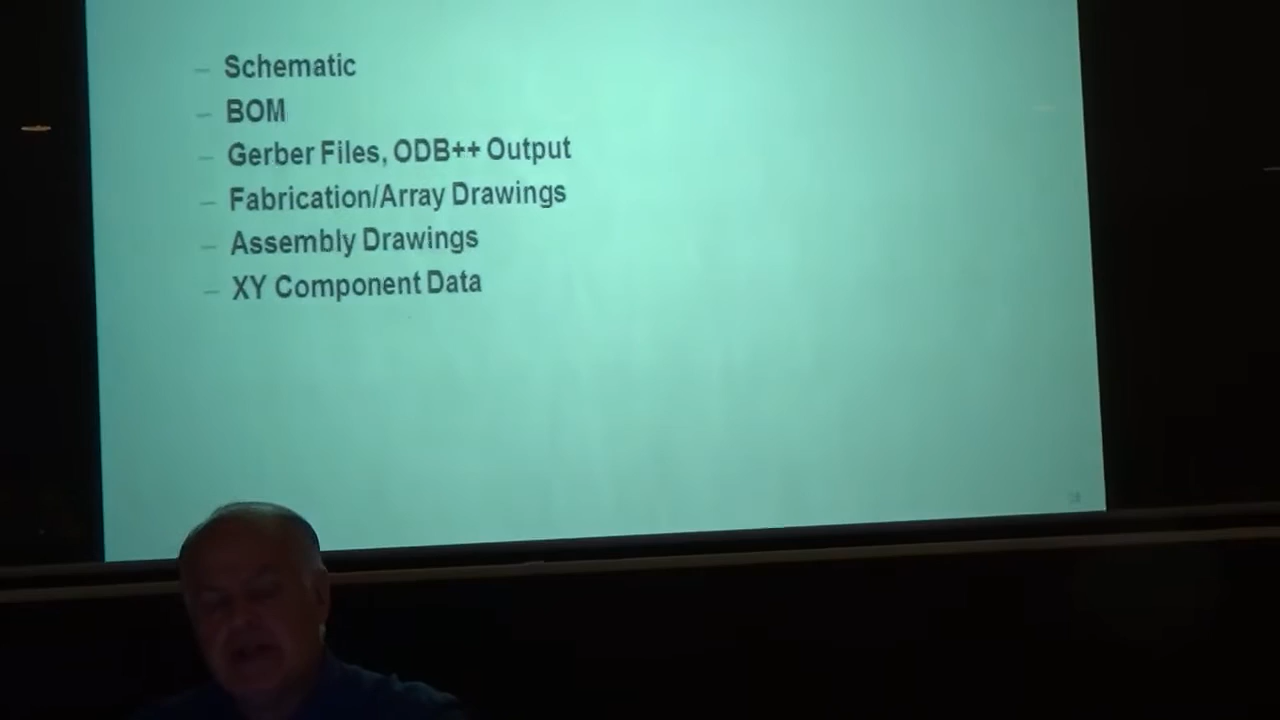 – Schematic
– BOM
– Gerber Files, ODB++ Output
– Fabrication/Array Drawings
– Assembly Drawings
– XY Component Data